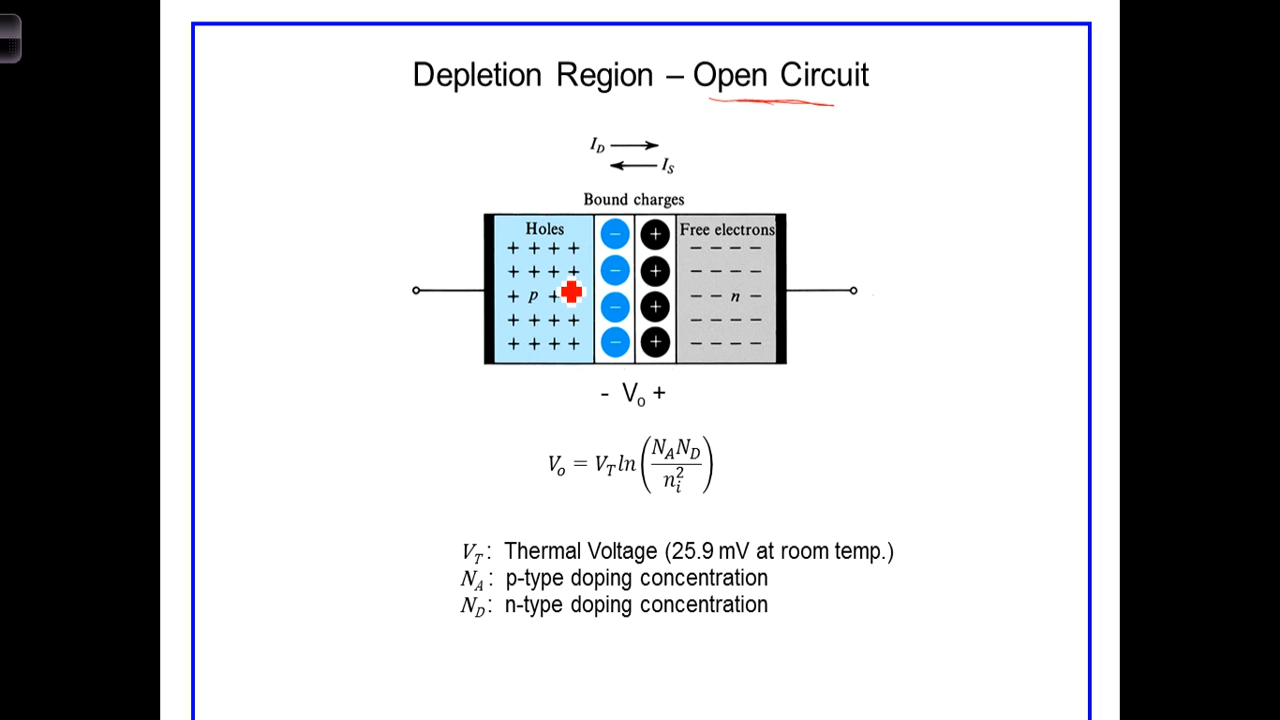 Depletion Region – Open Circuit
I_D
I_S
Bound charges
Holes
Free electrons
+ + + +
− − − −
+ + + +
− − − −
+ p +
− − n −
+ + + +
− − − −
+ + + +
− − − −
- V_o +
V_o = V_T ln(N_A N_D / n_i^2)
V_T: Thermal Voltage (25.9 mV at room temp.)
N_A: p-type doping concentration
N_D: n-type doping concentration